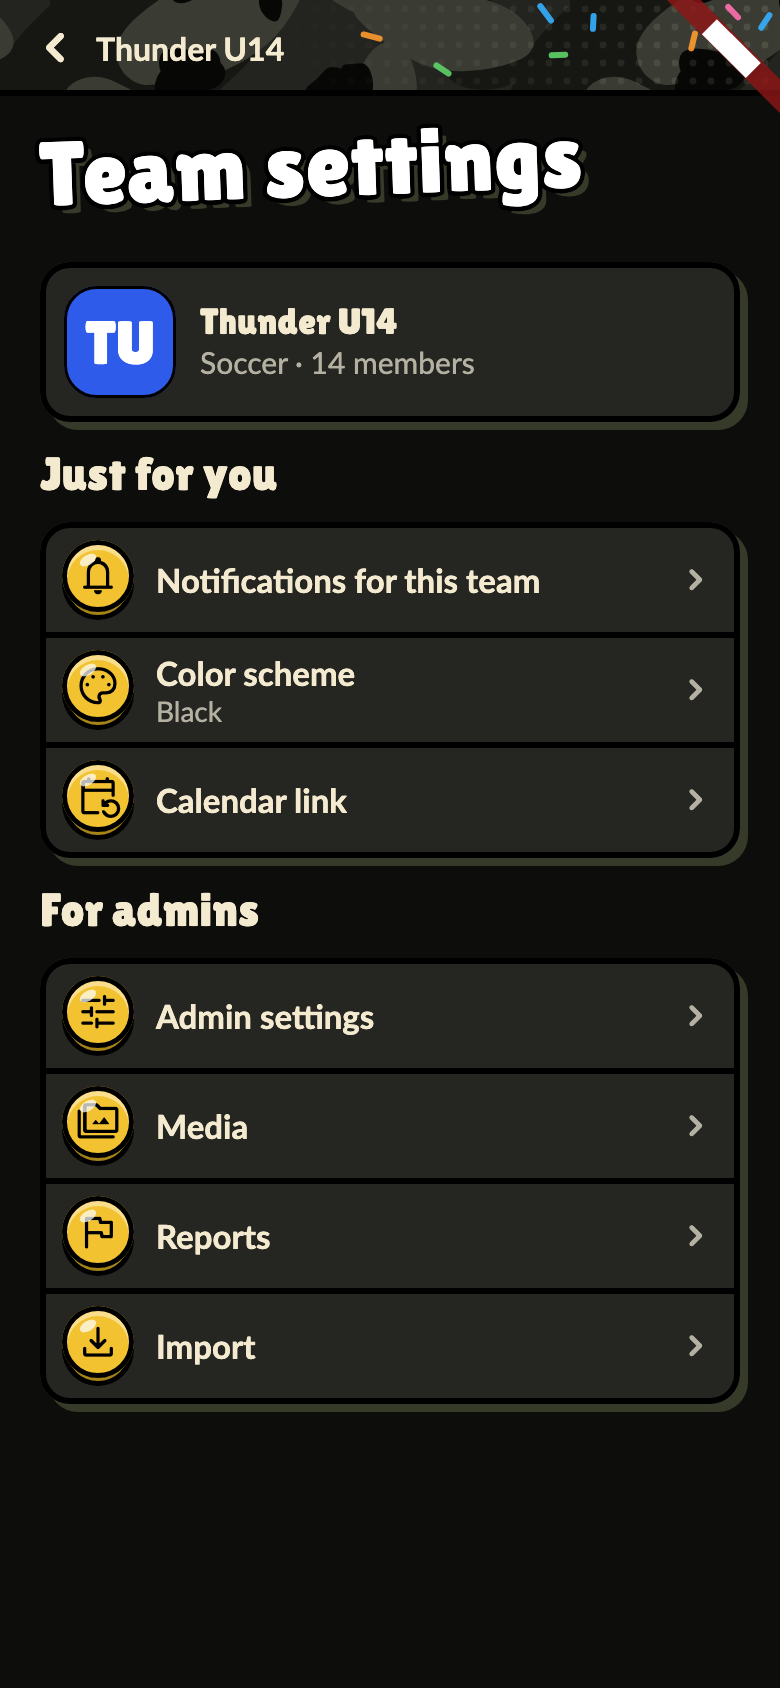 Thunder U14
Team settings
TU
Thunder U14
Soccer · 14 members
Just for you
Notifications for this team
Color scheme
Black
Calendar link
For admins
Admin settings
Media
Reports
Import